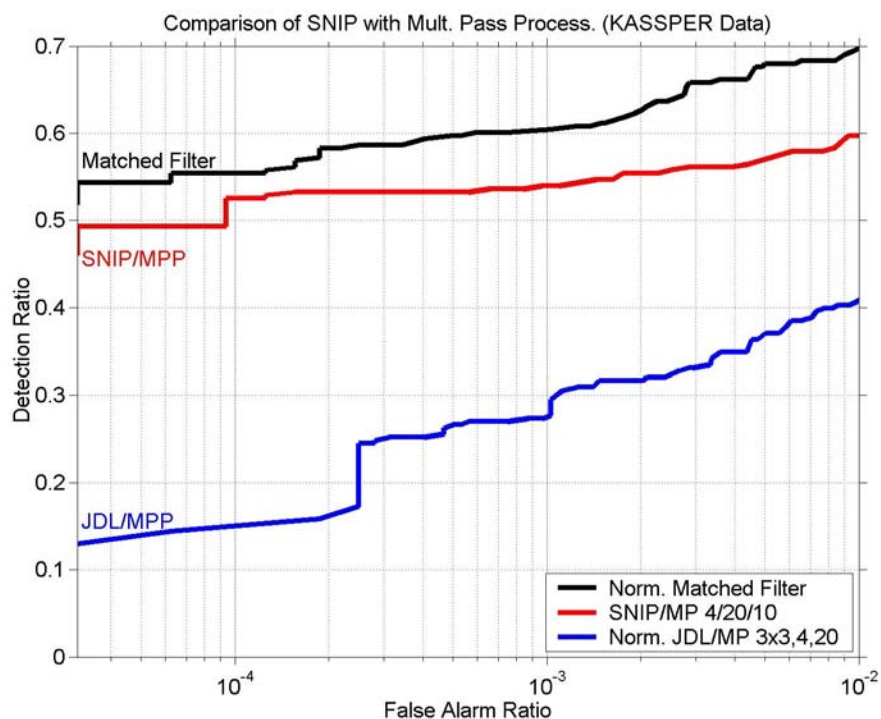 Comparison of SNIP with Mult. Pass Process. (KASSPER Data)
0.7
0.6
0.5
0.4
0.3
0.2
0.1
0
Detection Ratio
Matched Filter
SNIP/MPP
JDL/MPP
Norm. Matched Filter
SNIP/MP 4/20/10
Norm. JDL/MP 3x3,4,20
10-4
10-3
10-2
False Alarm Ratio